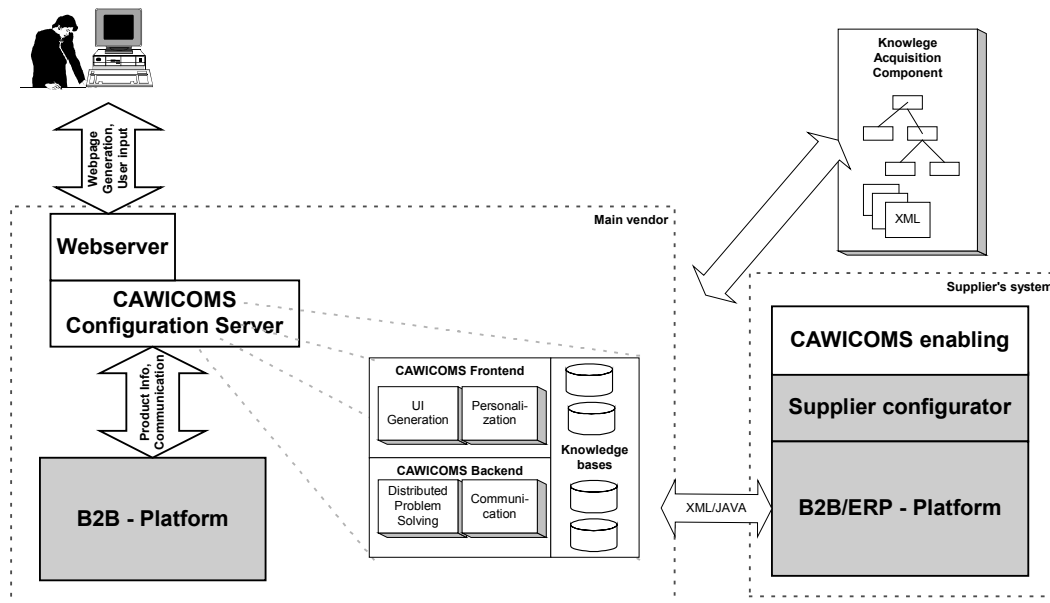 Knowlege
Acquisition
Component
XML
Webpage
Generation,
User input
Main vendor
Webserver
CAWICOMS
Configuration Server
Product Info,
Communication
B2B - Platform
CAWICOMS Frontend
UI
Generation
Personali-
zation
CAWICOMS Backend
Distributed
Problem
Solving
Communi-
cation
Knowledge
bases
XML/JAVA
Supplier's system
CAWICOMS enabling
Supplier configurator
B2B/ERP - Platform